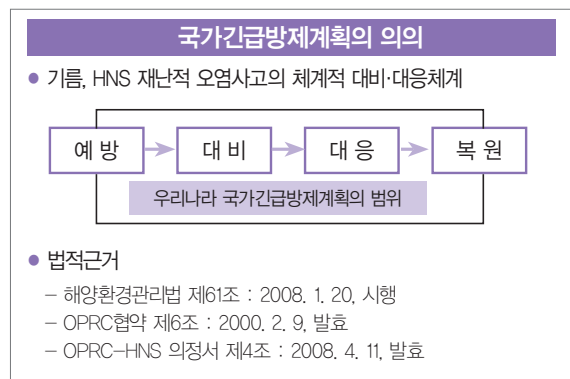 국가긴급방제계획의 의의
● 기름, HNS 재난적 오염사고의 체계적 대비·대응체계
예 방 대 비 대 응 복 원
우리나라 국가긴급방제계획의 범위
● 법적근거
– 해양환경관리법 제61조 : 2008. 1. 20, 시행
– OPRC협약 제6조 : 2000. 2. 9, 발효
– OPRC-HNS 의정서 제4조 : 2008. 4. 11, 발효